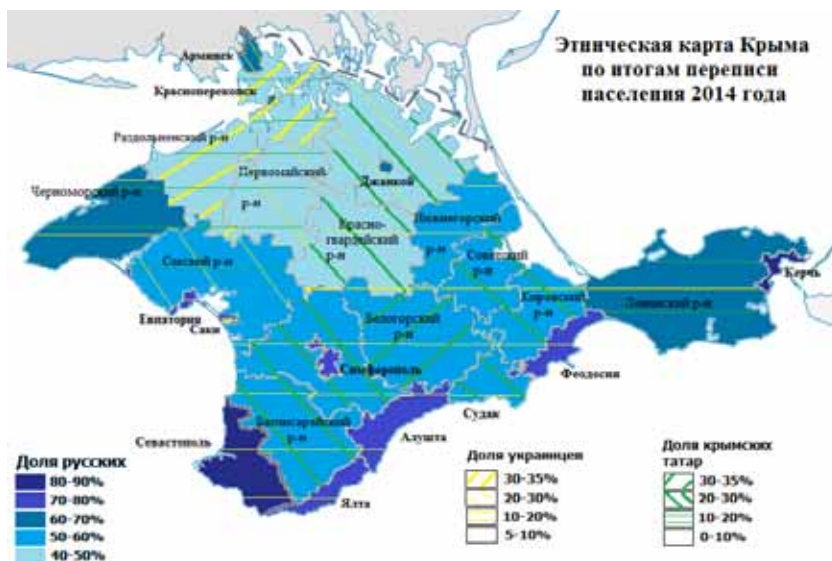 Этническая карта Крыма
по итогам переписи
населения 2014 года
Армянск
Красноперекопск
Раздольненский р-н
Первомайский
р-н
Джанкой
Черноморский р-н
Красно-
гвардейский
р-н
Нижнегорский
р-н
Советский
р-н
Сакский р-н
Кировский
р-н
Ленинский р-н
Керчь
Евпатория
Саки
Белогорский
р-н
Симферополь
Феодосия
Судак
Бахчисарайский
р-н
Алушта
Севастополь
Ялта
Доля русских
80-90%
70-80%
60-70%
50-60%
40-50%
Доля украинцев
30-35%
20-30%
10-20%
5-10%
Доля крымских
татар
30-35%
20-30%
10-20%
0-10%